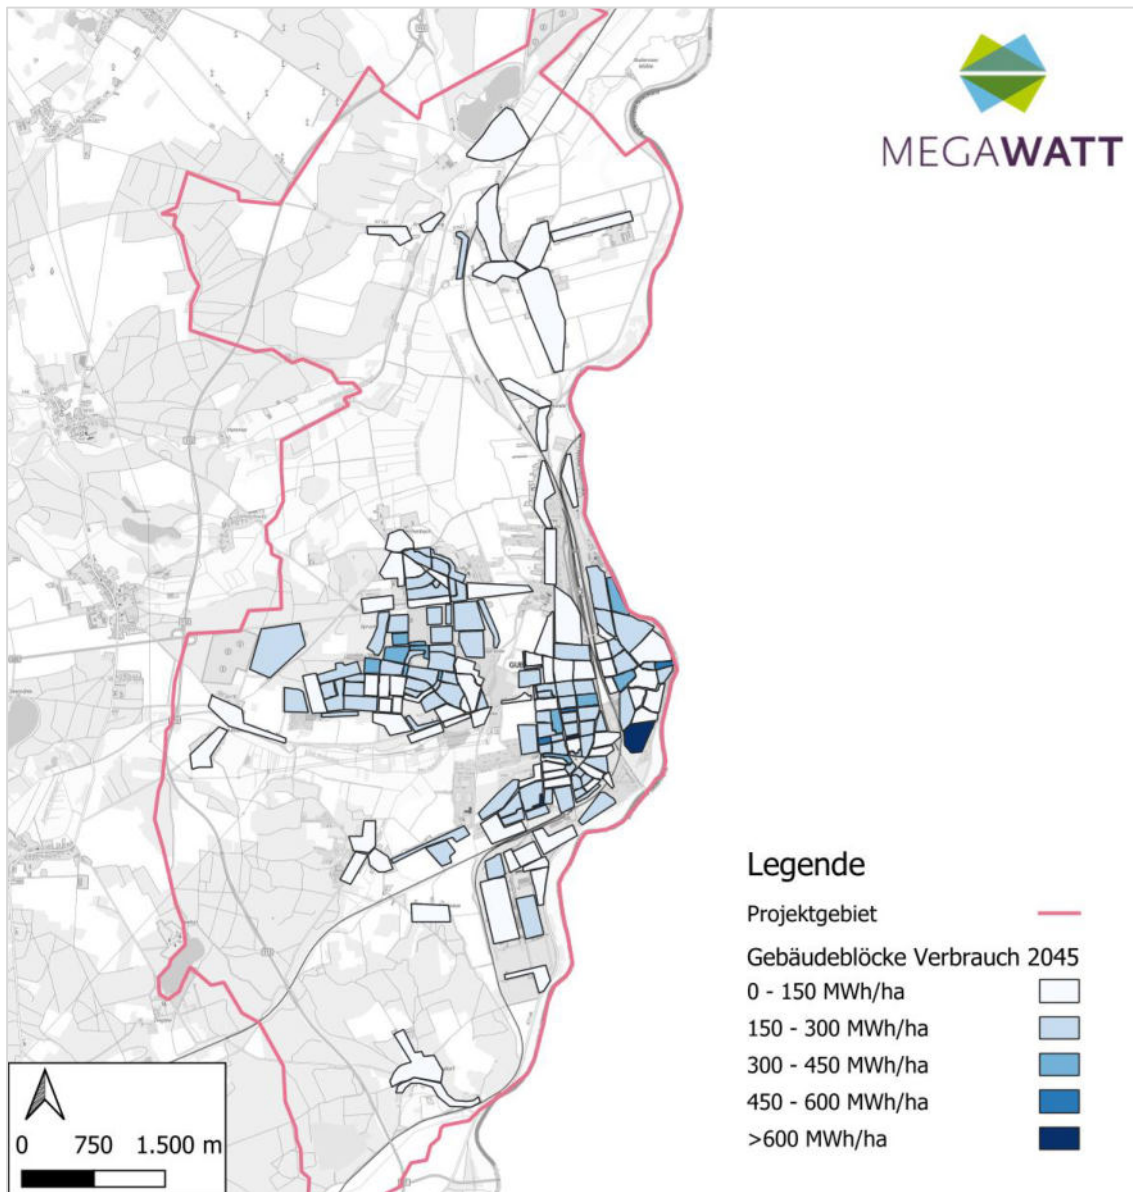 MEGAWATT
GUB
Legende
Projektgebiet
Gebäudeblöcke Verbrauch 2045
0 - 150 MWh/ha
150 - 300 MWh/ha
300 - 450 MWh/ha
450 - 600 MWh/ha
>600 MWh/ha
0 750 1.500 m